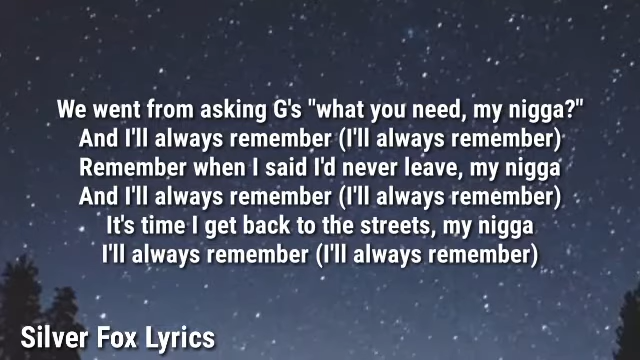 We went from asking G's "what you need, my nigga?"
And I'll always remember (I'll always remember)
Remember when I said I'd never leave, my nigga
And I'll always remember (I'll always remember)
It's time I get back to the streets, my nigga
I'll always remember (I'll always remember)
Silver Fox Lyrics